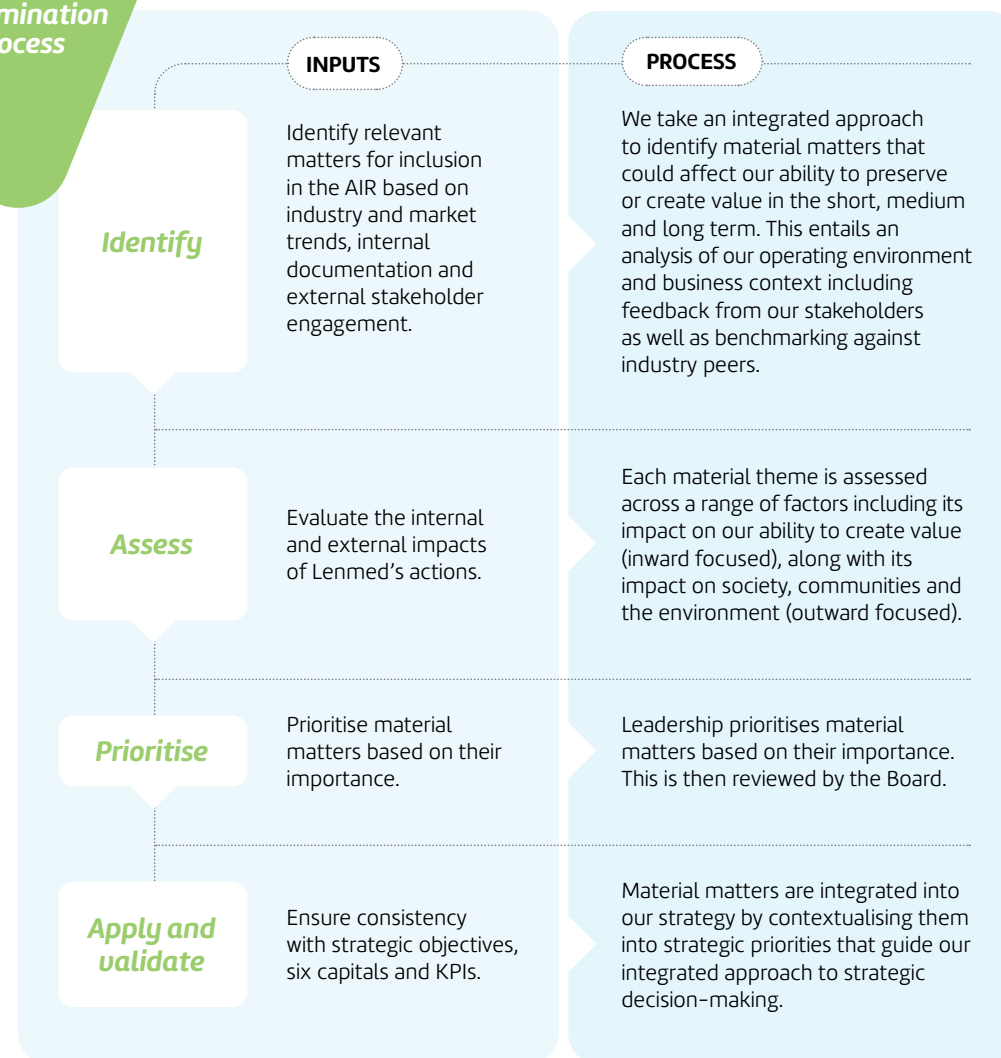 ocess
INPUTS
PROCESS
Identify
Identify relevant
matters for inclusion
in the AIR based on
industry and market
trends, internal
documentation and
external stakeholder
engagement.
We take an integrated approach
to identify material matters that
could affect our ability to preserve
or create value in the short, medium
and long term. This entails an
analysis of our operating environment
and business context including
feedback from our stakeholders
as well as benchmarking against
industry peers.
Assess
Evaluate the internal
and external impacts
of Lenmed’s actions.
Each material theme is assessed
across a range of factors including its
impact on our ability to create value
(inward focused), along with its
impact on society, communities and
the environment (outward focused).
Prioritise
Prioritise material
matters based on their
importance.
Leadership prioritises material
matters based on their importance.
This is then reviewed by the Board.
Apply and
validate
Ensure consistency
with strategic objectives,
six capitals and KPIs.
Material matters are integrated into
our strategy by contextualising them
into strategic priorities that guide our
integrated approach to strategic
decision-making.